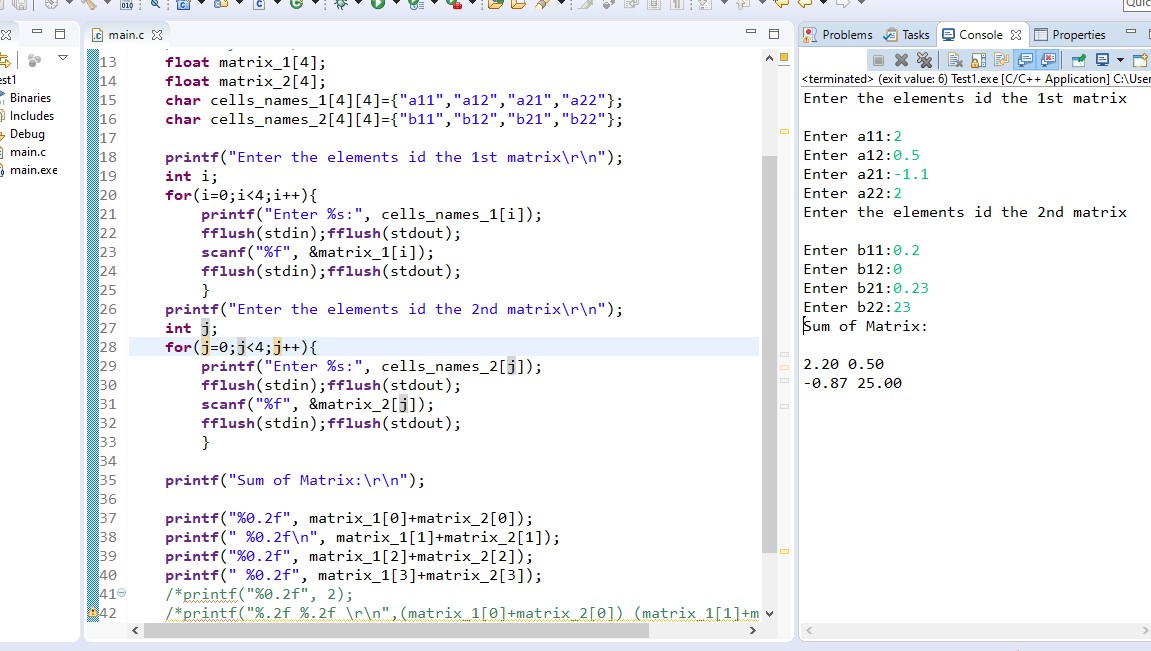 Quic
main.c
Problems Tasks Console Properties
est1
Binaries
Includes
Debug
main.c
main.exe
13 float matrix_1[4];
14 float matrix_2[4];
15 char cells_names_1[4][4]={"a11","a12","a21","a22"};
16 char cells_names_2[4][4]={"b11","b12","b21","b22"};
17
18 printf("Enter the elements id the 1st matrix\r\n");
19 int i;
20 for(i=0;i<4;i++){
21 printf("Enter %s:", cells_names_1[i]);
22 fflush(stdin);fflush(stdout);
23 scanf("%f", &matrix_1[i]);
24 fflush(stdin);fflush(stdout);
25 }
26 printf("Enter the elements id the 2nd matrix\r\n");
27 int j;
28 for(j=0;j<4;j++){
29 printf("Enter %s:", cells_names_2[j]);
30 fflush(stdin);fflush(stdout);
31 scanf("%f", &matrix_2[j]);
32 fflush(stdin);fflush(stdout);
33 }
34
35 printf("Sum of Matrix:\r\n");
36
37 printf("%0.2f", matrix_1[0]+matrix_2[0]);
38 printf(" %0.2f\n", matrix_1[1]+matrix_2[1]);
39 printf("%0.2f", matrix_1[2]+matrix_2[2]);
40 printf(" %0.2f", matrix_1[3]+matrix_2[3]);
41 /*printf("%0.2f", 2);
42 /*printf("%.2f %.2f \r\n",(matrix_1[0]+matrix_2[0]) (matrix_1[1]+m
<terminated> (exit value: 6) Test1.exe [C/C++ Application] C:\User
Enter the elements id the 1st matrix
Enter a11:2
Enter a12:0.5
Enter a21:-1.1
Enter a22:2
Enter the elements id the 2nd matrix
Enter b11:0.2
Enter b12:0
Enter b21:0.23
Enter b22:23
Sum of Matrix:
2.20 0.50
-0.87 25.00